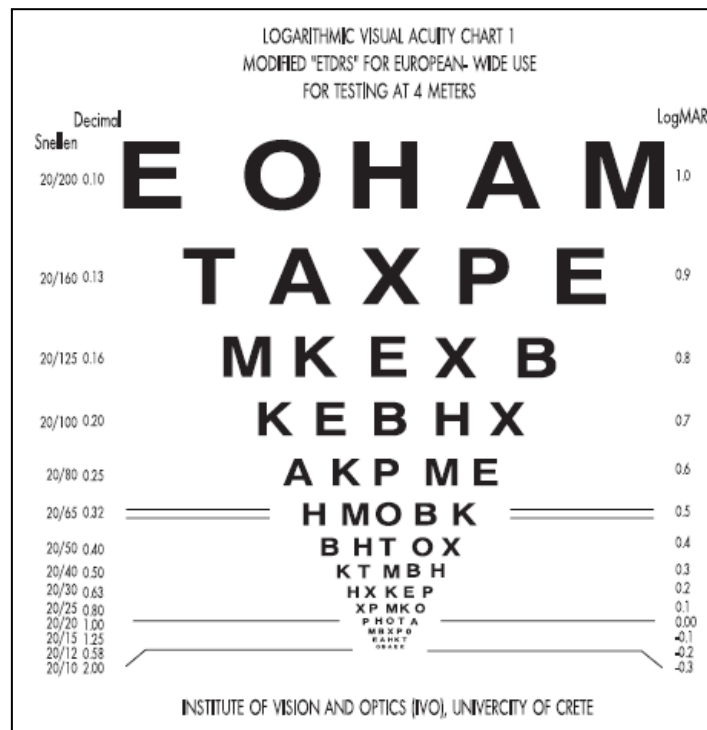 LOGARITHMIC VISUAL ACUITY CHART 1
MODIFIED "ETDRS" FOR EUROPEAN- WIDE USE
FOR TESTING AT 4 METERS
Decimal LogMAR
Snellen
20/200 0.10 E O H A M 1.0
20/160 0.13 T A X P E 0.9
20/125 0.16 M K E X B 0.8
20/100 0.20 K E B H X 0.7
20/80 0.25 A K P M E 0.6
20/65 0.32 H M O B K 0.5
20/50 0.40 B H T O X 0.4
20/40 0.50 K T M B H 0.3
20/30 0.63 H X K E P 0.2
20/25 0.80 X P M K O 0.1
20/20 1.00 P H O T A 0.00
20/15 1.25 M B X P O -0.1
20/12 0.58 E A H K T -0.2
20/10 2.00 -0.3
INSTITUTE OF VISION AND OPTICS (IVO), UNIVERCITY OF CRETE